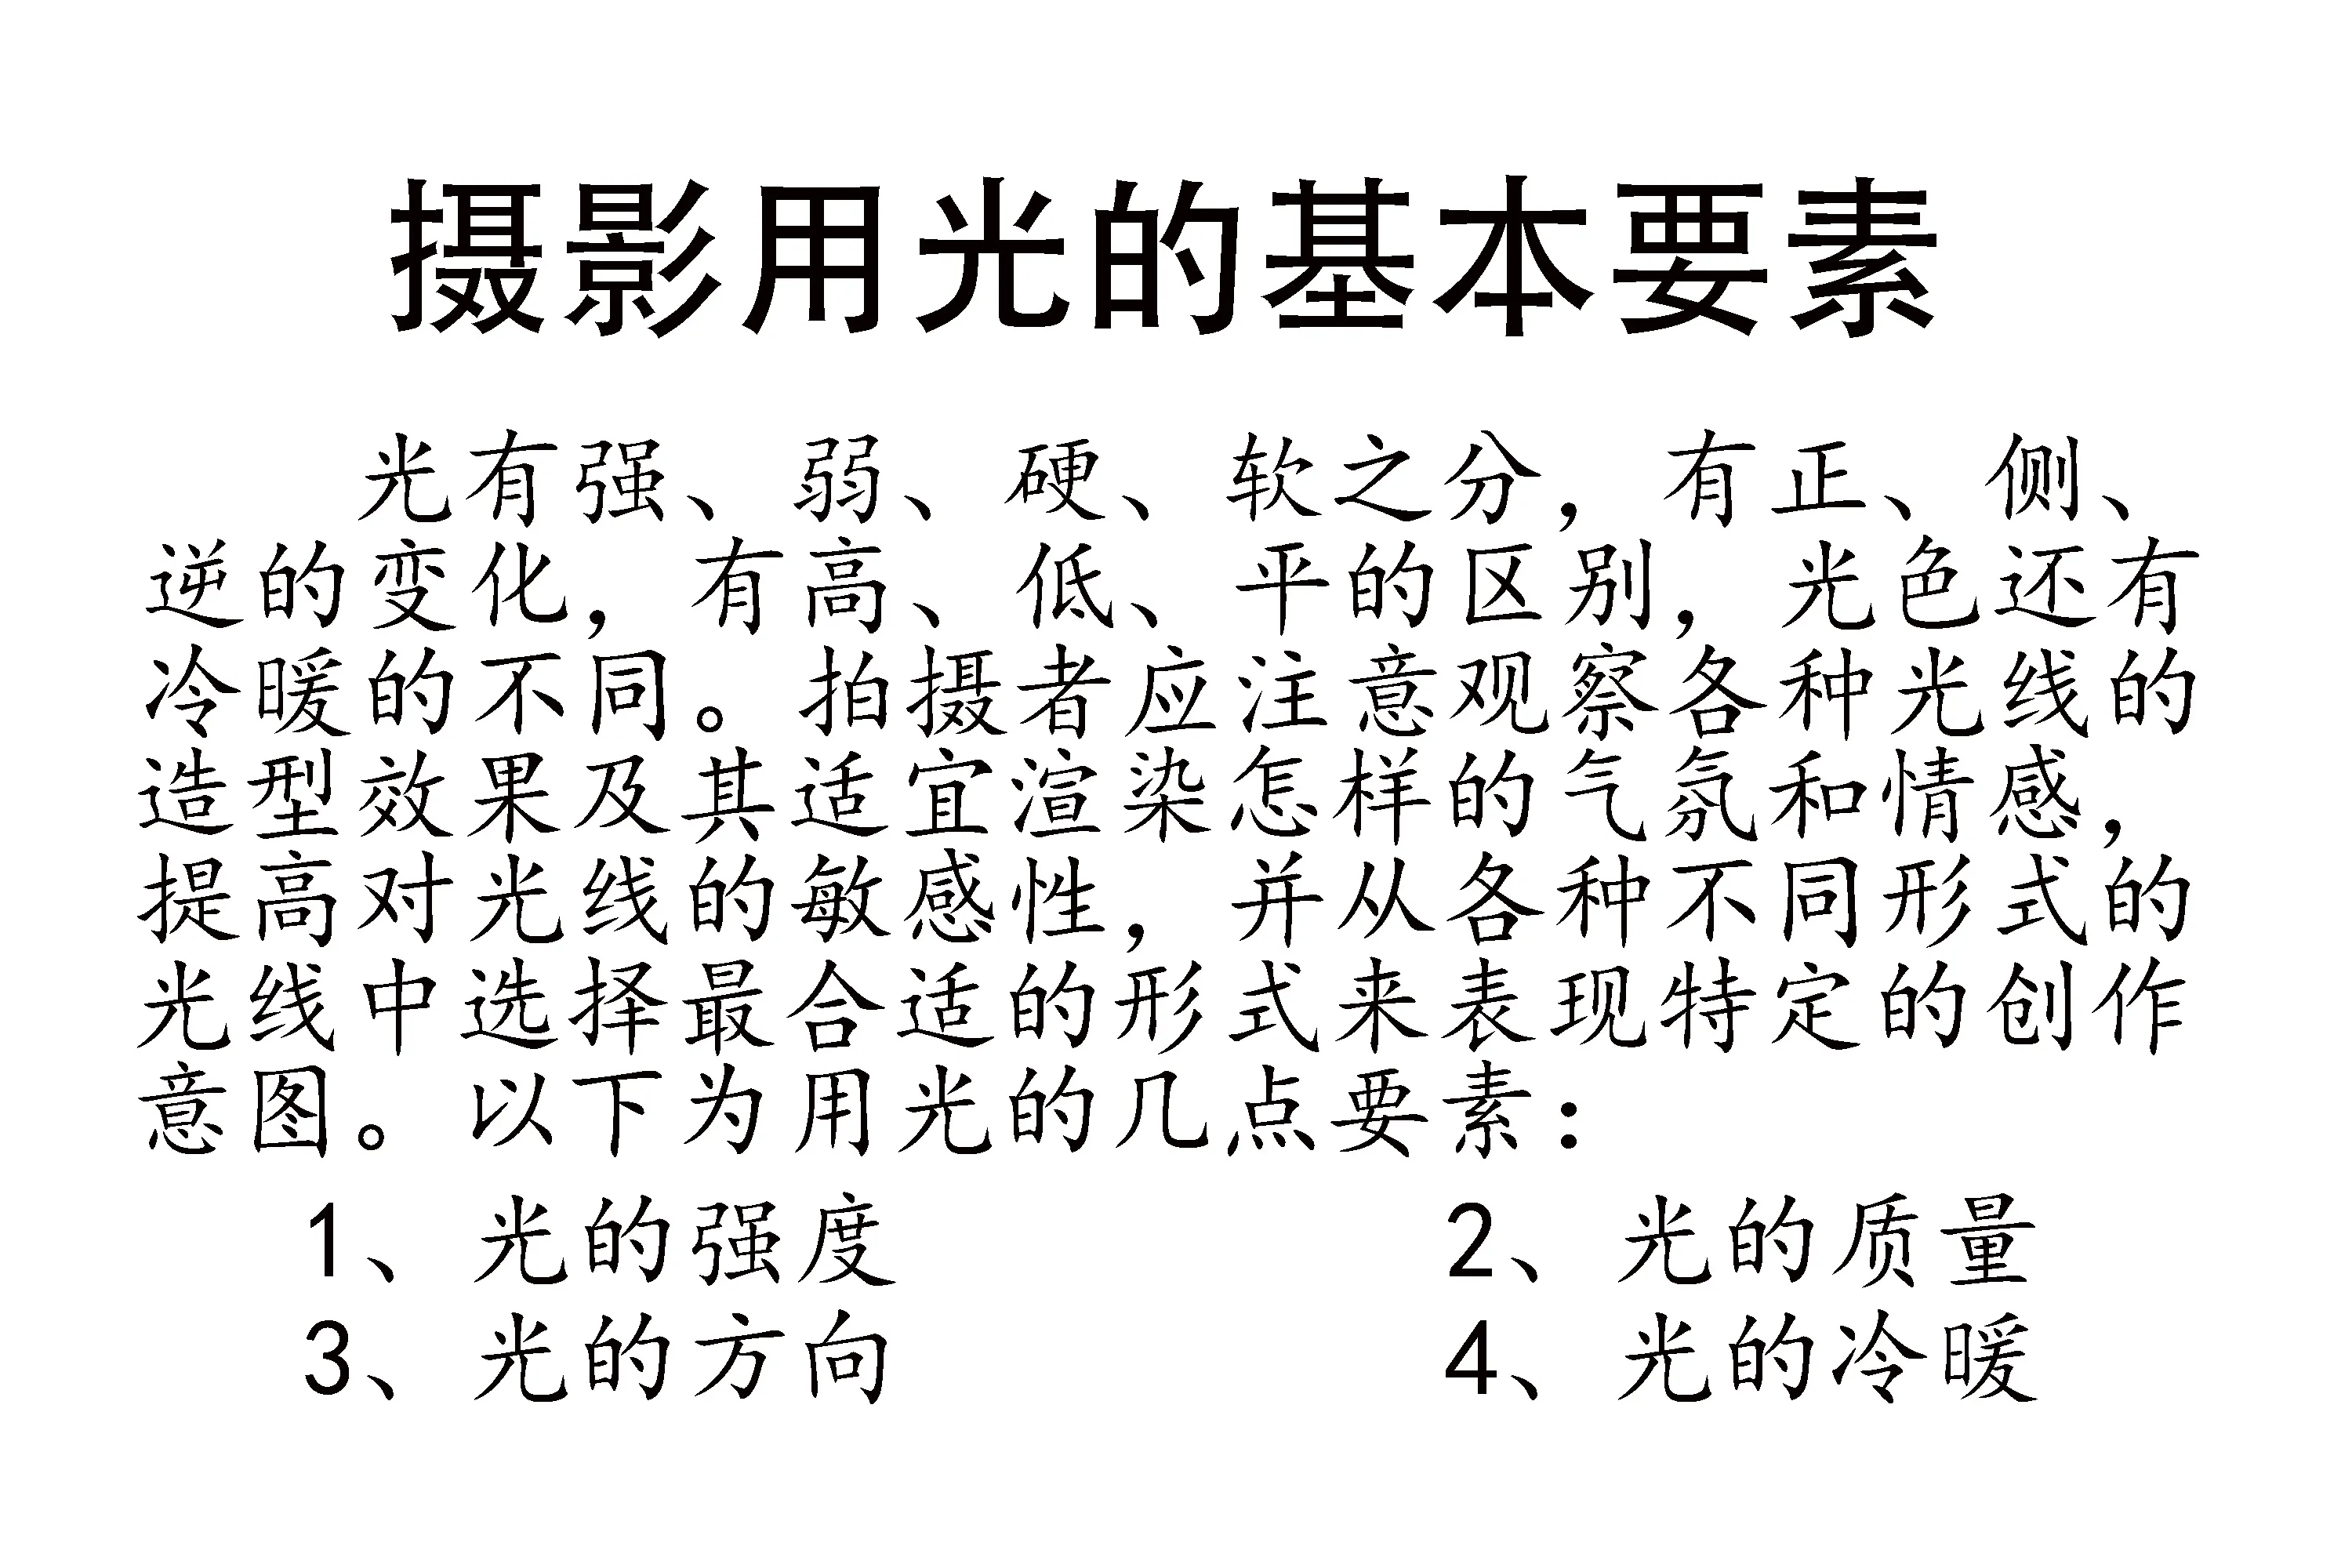 摄影用光的基本要素
光有强、弱、硬、软之分，有正、侧、
逆的变化，有高、低、平的区别，光色还有
冷暖的不同。拍摄者应注意观察各种光线的
造型效果及其适宜渲染怎样的气氛和情感，
提高对光线的敏感性，并从各种不同形式的
光线中选择最合适的形式来表现特定的创作
意图。以下为用光的几点要素：
1、光的强度 2、光的质量
3、光的方向 4、光的冷暖